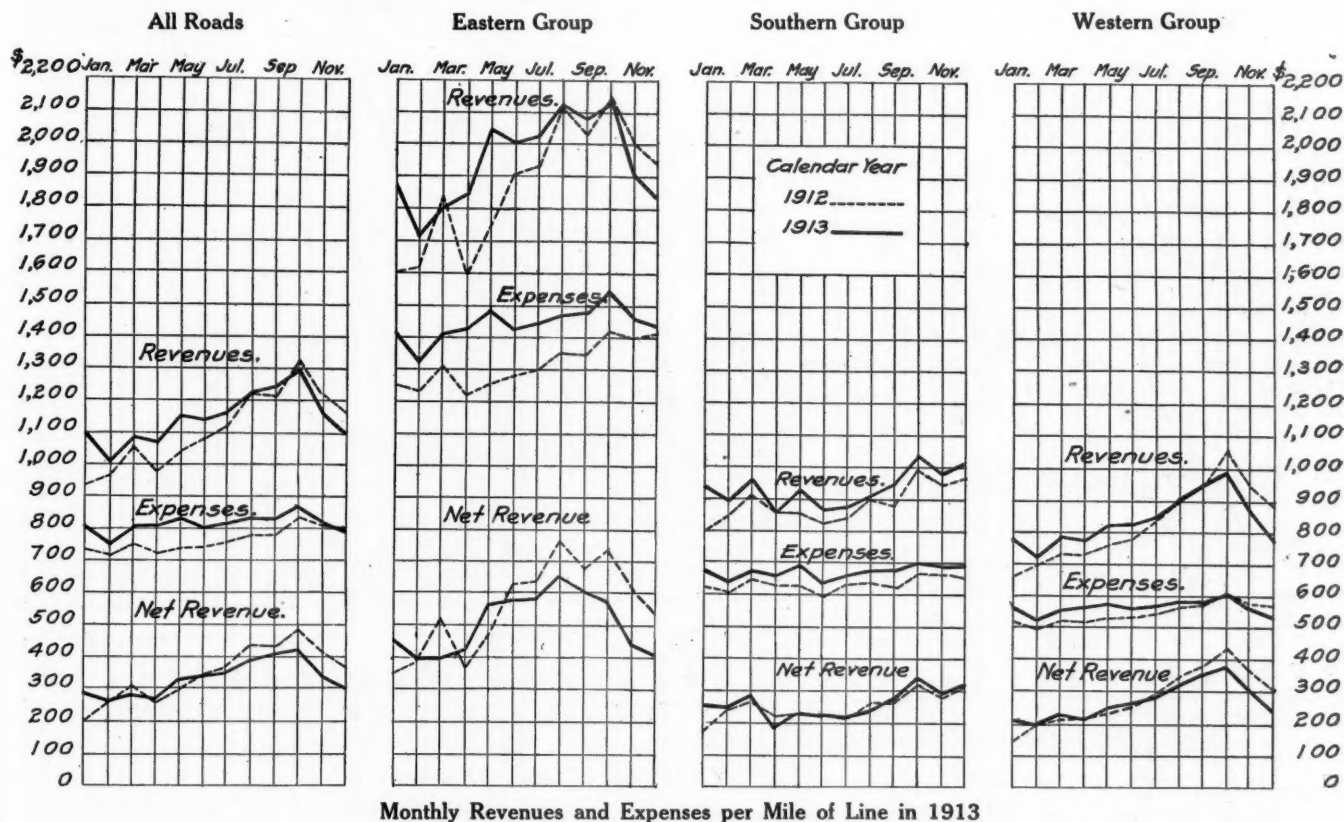 All Roads
Eastern Group
Southern Group
Western Group
Jan. Mar May Jul. Sep Nov.
Jan. Mar. May Jul. Sep. Nov.
Jan. Mar. May Jul. Sep. Nov.
Jan. Mar May Jul. Sep. Nov.
$2,200
2,100
2,000
1,900
1,800
1,700
1,600
1,500
1,400
1,300
1,200
1,100
1,000
900
800
700
600
500
400
300
200
100
0
Revenues.
Expenses.
Net Revenue.
Revenues.
Expenses.
Net Revenue
Calendar Year
1912
1913
Revenues.
Expenses.
Net Revenue
Revenues.
Expenses.
Net Revenue
$2,200
2,100
2,000
1,900
1,800
1,700
1,600
1,500
1,400
1,300
1,200
1,100
1,000
900
800
700
600
500
400
300
200
100
0
Monthly Revenues and Expenses per Mile of Line in 1913